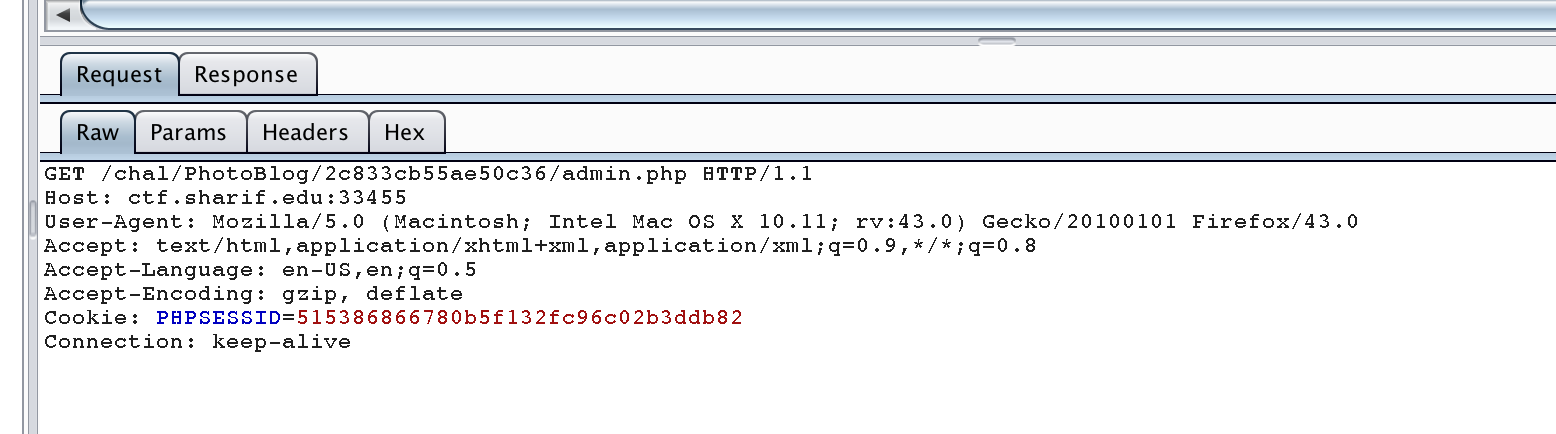 Request Response
Raw Params Headers Hex
GET /chal/PhotoBlog/2c833cb55ae50c36/admin.php HTTP/1.1
Host: ctf.sharif.edu:33455
User-Agent: Mozilla/5.0 (Macintosh; Intel Mac OS X 10.11; rv:43.0) Gecko/20100101 Firefox/43.0
Accept: text/html,application/xhtml+xml,application/xml;q=0.9,*/*;q=0.8
Accept-Language: en-US,en;q=0.5
Accept-Encoding: gzip, deflate
Cookie: PHPSESSID=515386866780b5f132fc96c02b3ddb82
Connection: keep-alive